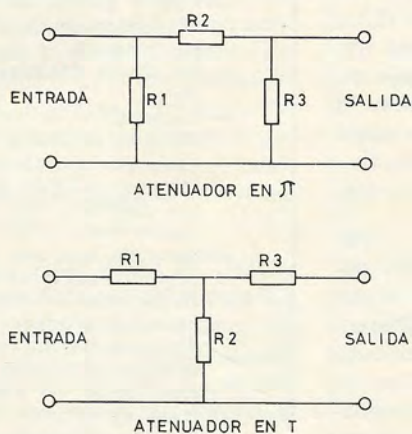 R2
ENTRADA R1 R3 SALIDA
ATENUADOR EN π
R1 R3
ENTRADA R2 SALIDA
ATENUADOR EN T